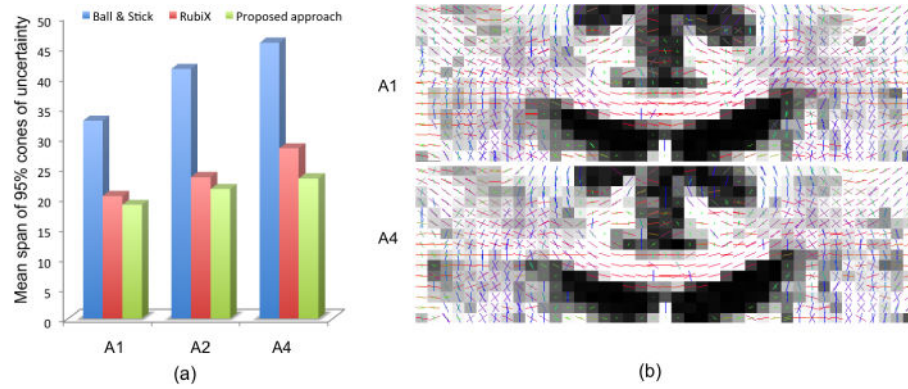 (a)
Ball & Stick
RubiX
Proposed approach
Mean span of 95% cones of uncertainty
50
45
40
35
30
25
20
15
10
5
0
A1
A2
A4
(a)
(b)
A1
A4
(b)